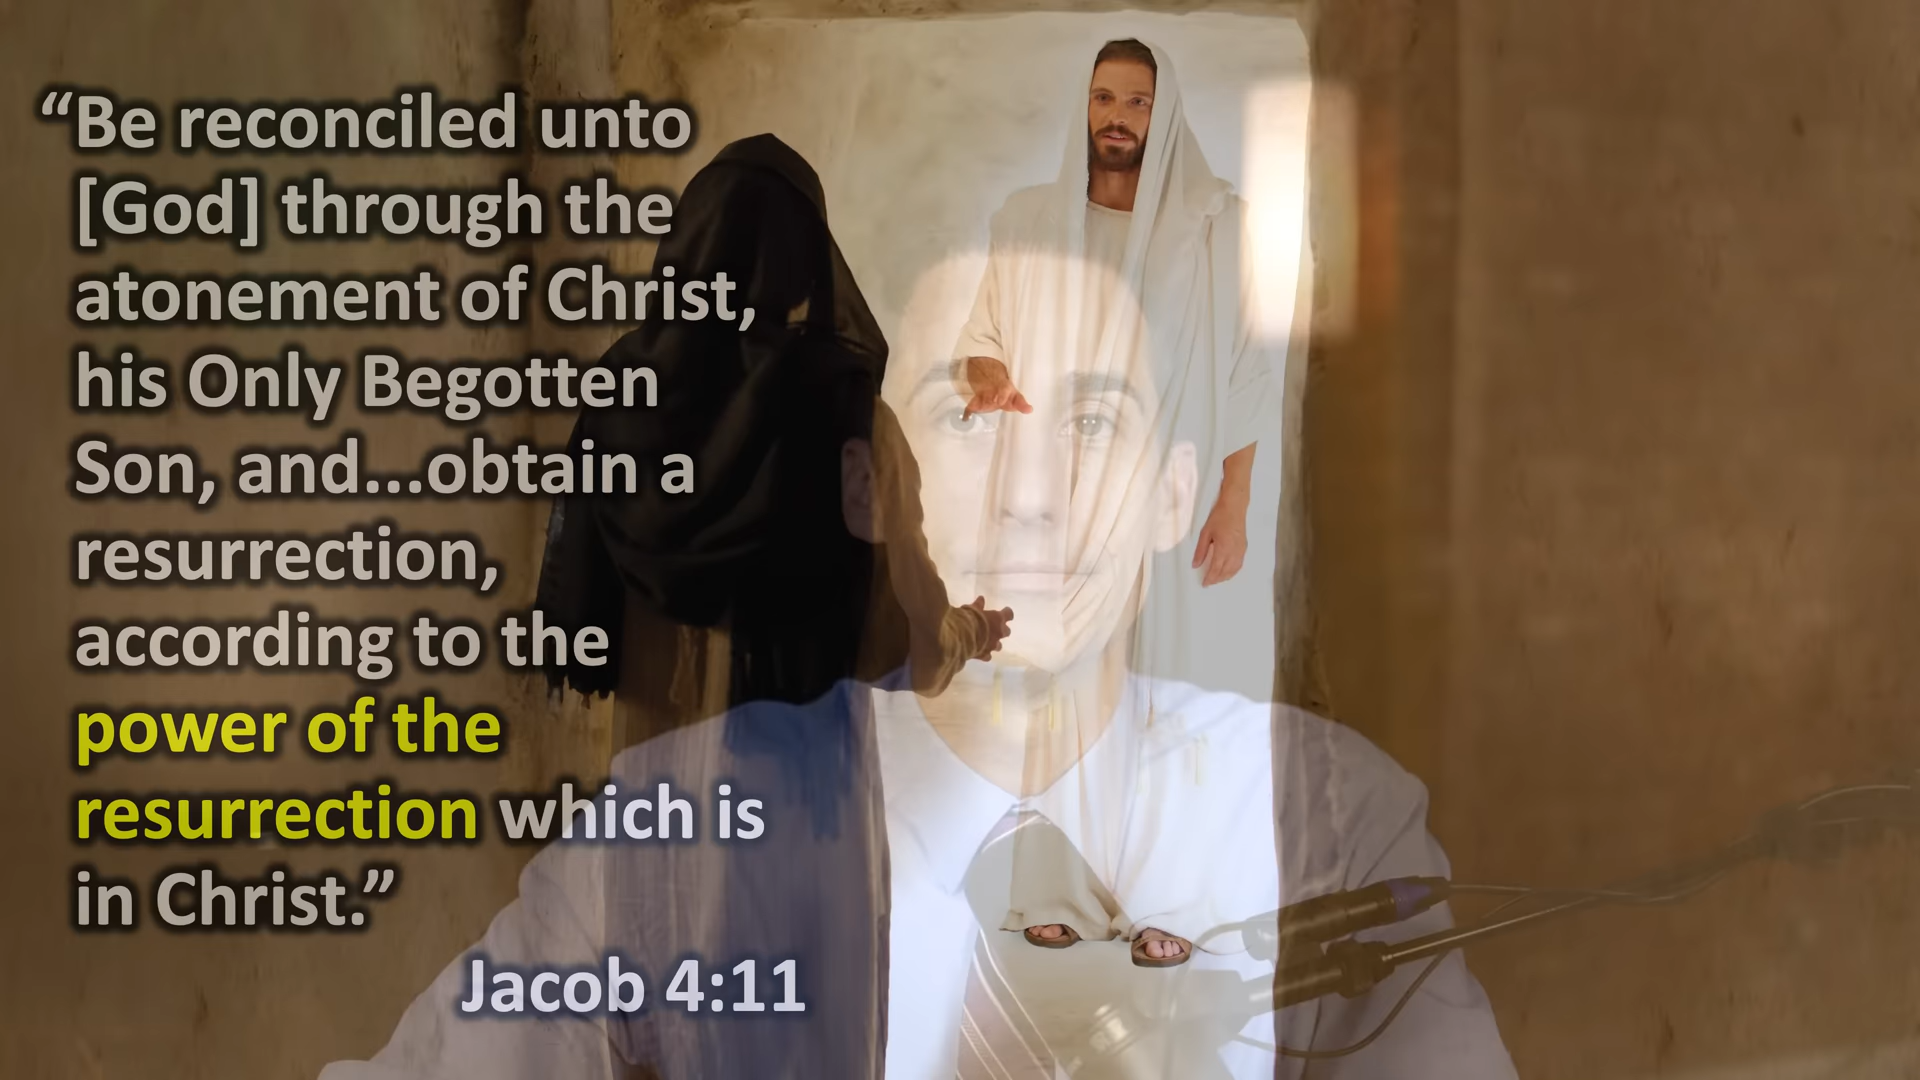 “Be reconciled unto
[God] through the
atonement of Christ,
his Only Begotten
Son, and...obtain a
resurrection,
according to the
power of the
resurrection which is
in Christ.”
Jacob 4:11